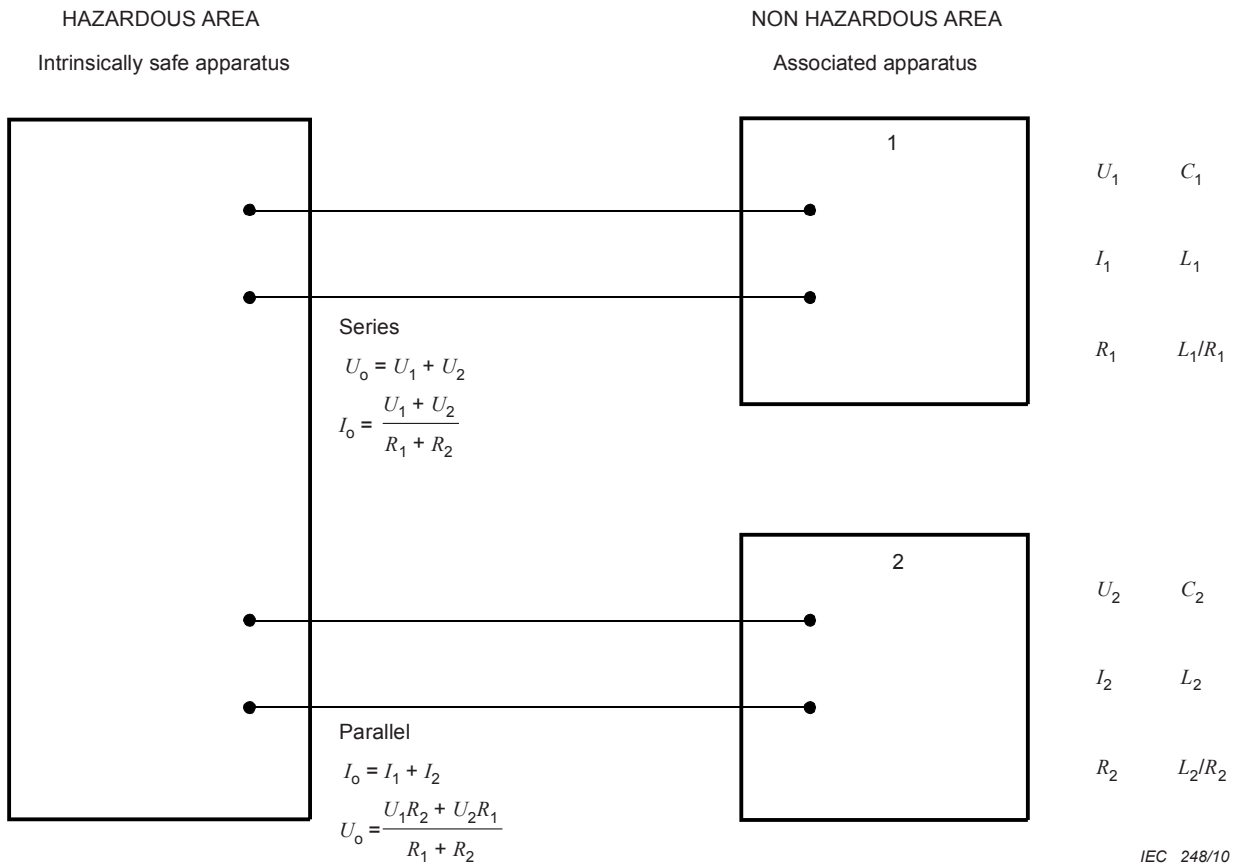 HAZARDOUS AREA
NON HAZARDOUS AREA
Intrinsically safe apparatus
Associated apparatus
1
U₁ C₁
I₁ L₁
R₁ L₁/R₁
Series
Uₒ = U₁ + U₂
Iₒ = (U₁ + U₂) / (R₁ + R₂)
2
U₂ C₂
I₂ L₂
R₂ L₂/R₂
Parallel
Iₒ = I₁ + I₂
Uₒ = (U₁R₂ + U₂R₁) / (R₁ + R₂)
IEC 248/10